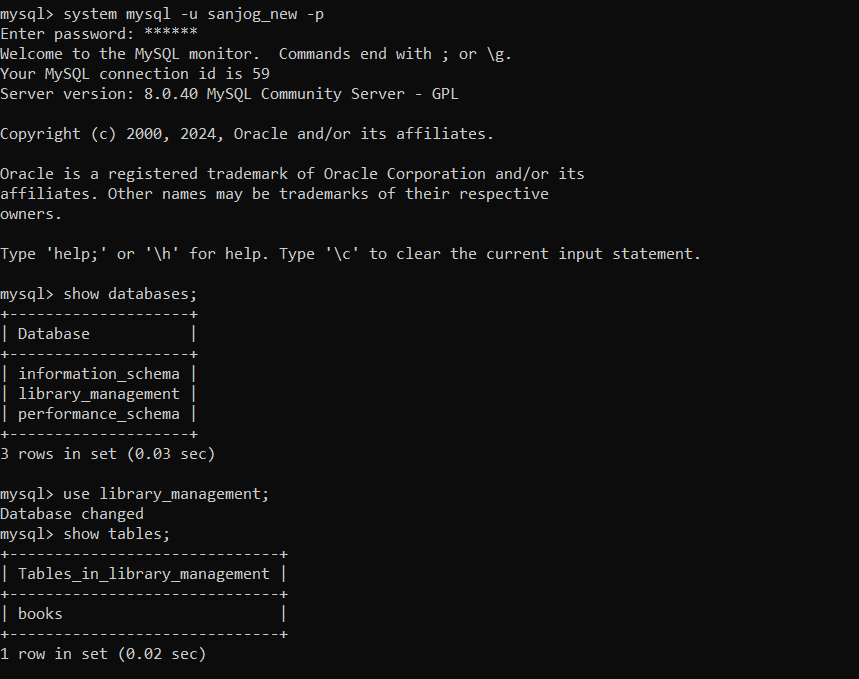 mysql> system mysql -u sanjog_new -p
Enter password: ******
Welcome to the MySQL monitor.  Commands end with ; or \g.
Your MySQL connection id is 59
Server version: 8.0.40 MySQL Community Server - GPL
Copyright (c) 2000, 2024, Oracle and/or its affiliates.
Oracle is a registered trademark of Oracle Corporation and/or its
affiliates. Other names may be trademarks of their respective
owners.
Type 'help;' or '\h' for help. Type '\c' to clear the current input statement.
mysql> show databases;
+--------------------+
| Database           |
+--------------------+
| information_schema |
| library_management |
| performance_schema |
+--------------------+
3 rows in set (0.03 sec)
mysql> use library_management;
Database changed
mysql> show tables;
+------------------------------+
| Tables_in_library_management |
+------------------------------+
| books                        |
+------------------------------+
1 row in set (0.02 sec)